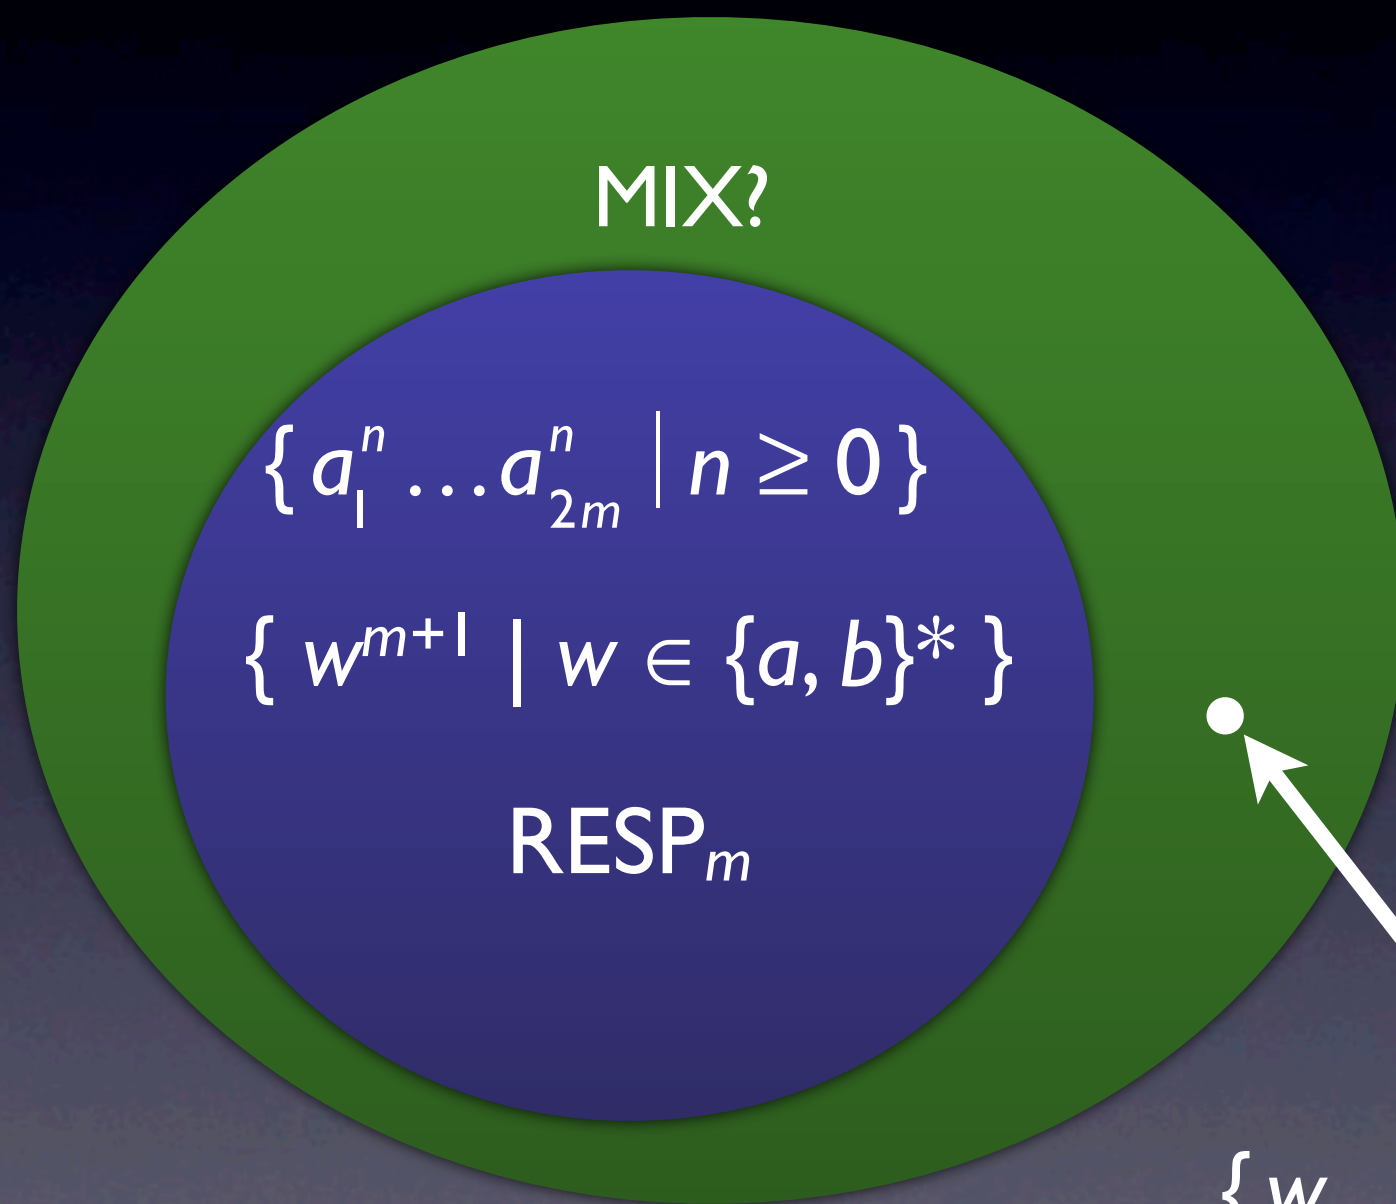 MIX?
{ a₁ⁿ … a₂ₘⁿ | n ≥ 0 }
{ wᵐ⁺¹ | w ∈ {a, b}* }
RESPₘ
{ w